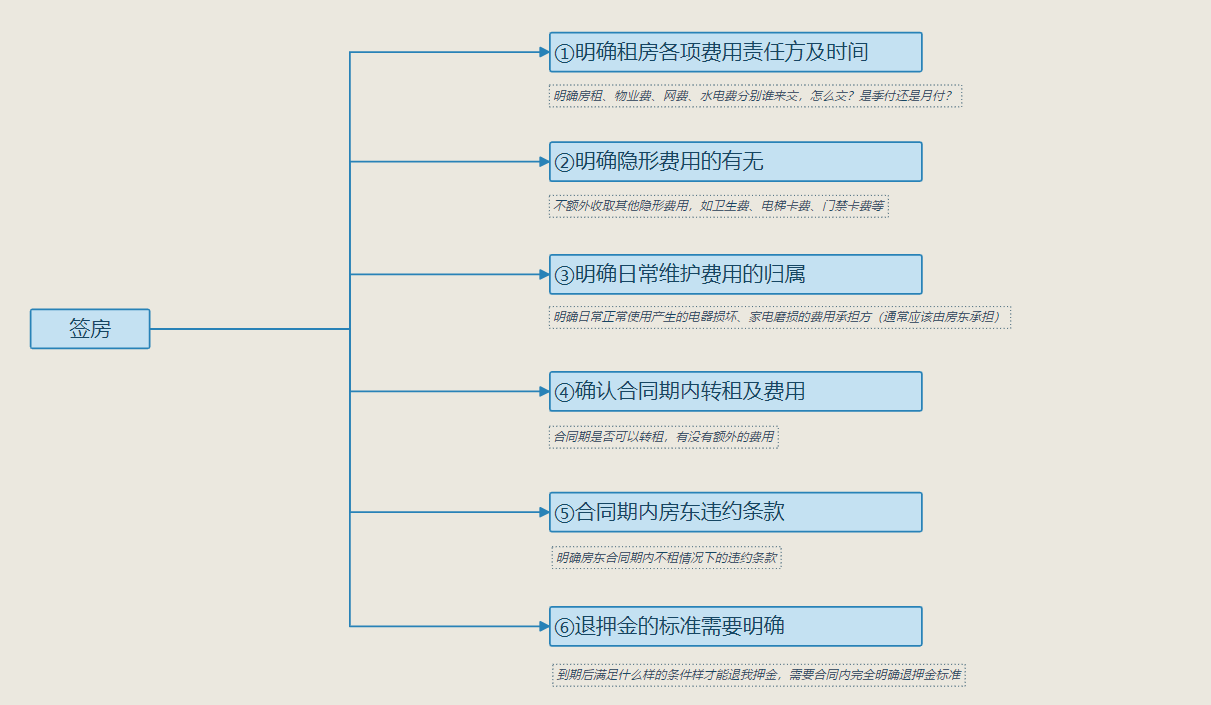 签房
①明确租房各项费用责任方及时间
明确房租、物业费、网费、水电费分别谁来交，怎么交？是季付还是月付？
②明确隐形费用的有无
不额外收取其他隐形费用，如卫生费、电梯卡费、门禁卡费等
③明确日常维护费用的归属
明确日常正常使用产生的电器损坏、家电磨损的费用承担方（通常应该由房东承担）
④确认合同期内转租及费用
合同期是否可以转租，有没有额外的费用
⑤合同期内房东违约条款
明确房东合同期内不租情况下的违约条款
⑥退押金的标准需要明确
到期后满足什么样的条件样才能退我押金，需要合同内完全明确退押金标准